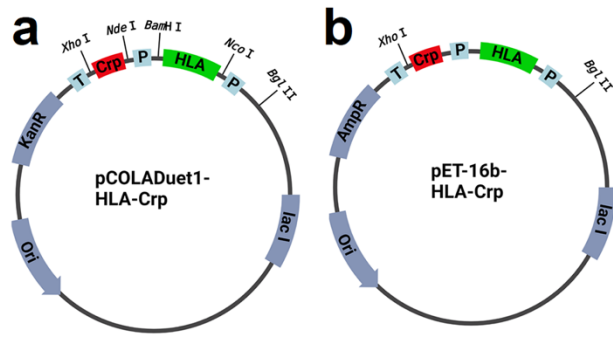 a
Xho I
Nde I
BamH I
Nco I
Bgl II
T
Crp
P
HLA
P
KanR
Ori
lac I
pCOLADuet1-
HLA-Crp
b
Xho I
Bgl II
T
Crp
P
HLA
P
AmpR
Ori
lac I
pET-16b-
HLA-Crp